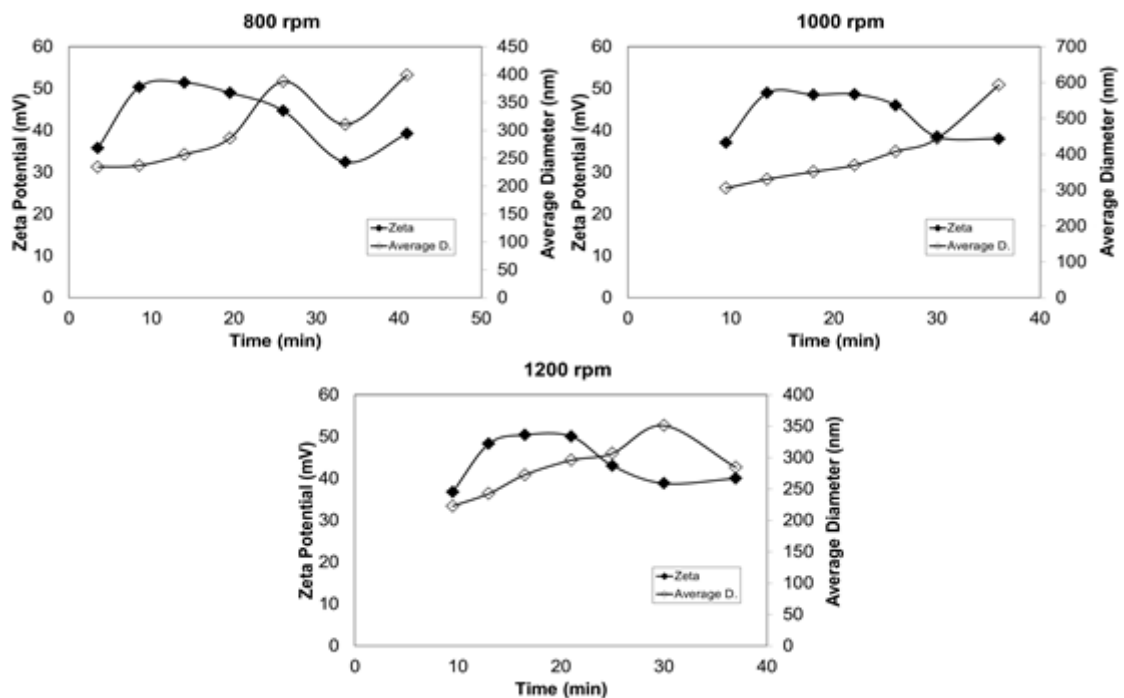 800 rpm
60
50
40
30
20
10
0
Zeta Potential (mV)
450
400
350
300
250
200
150
100
50
0
Average Diameter (nm)
Zeta
Average D.
0 10 20 30 40 50
Time (min)
1000 rpm
60
50
40
30
20
10
0
Zeta Potential (mV)
700
600
500
400
300
200
100
0
Average Diameter (nm)
Zeta
Average D.
0 10 20 30 40
Time (min)
1200 rpm
60
50
40
30
20
10
0
Zeta Potential (mV)
400
350
300
250
200
150
100
50
0
Average Diameter (nm)
Zeta
Average D.
0 10 20 30 40
Time (min)